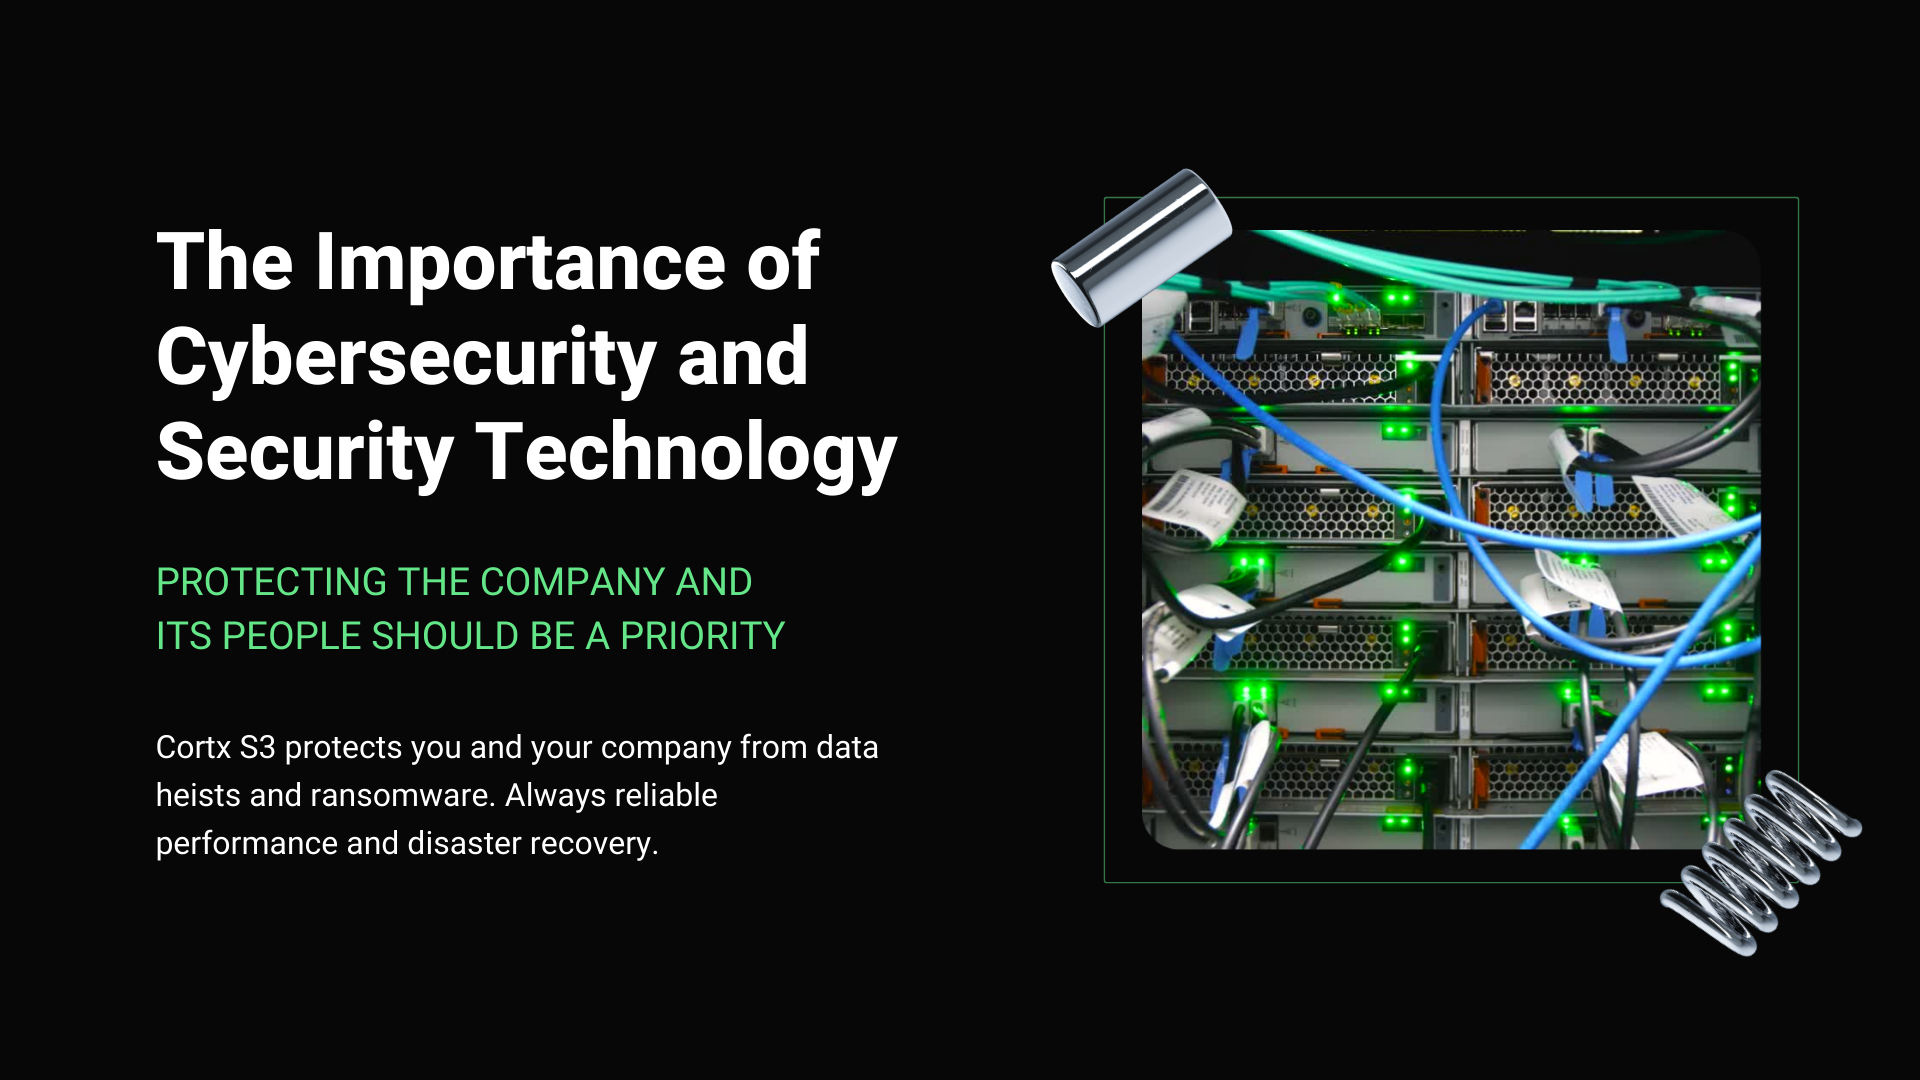 The Importance of
Cybersecurity and
Security Technology
PROTECTING THE COMPANY AND
ITS PEOPLE SHOULD BE A PRIORITY
Cortx S3 protects you and your company from data
heists and ransomware. Always reliable
performance and disaster recovery.